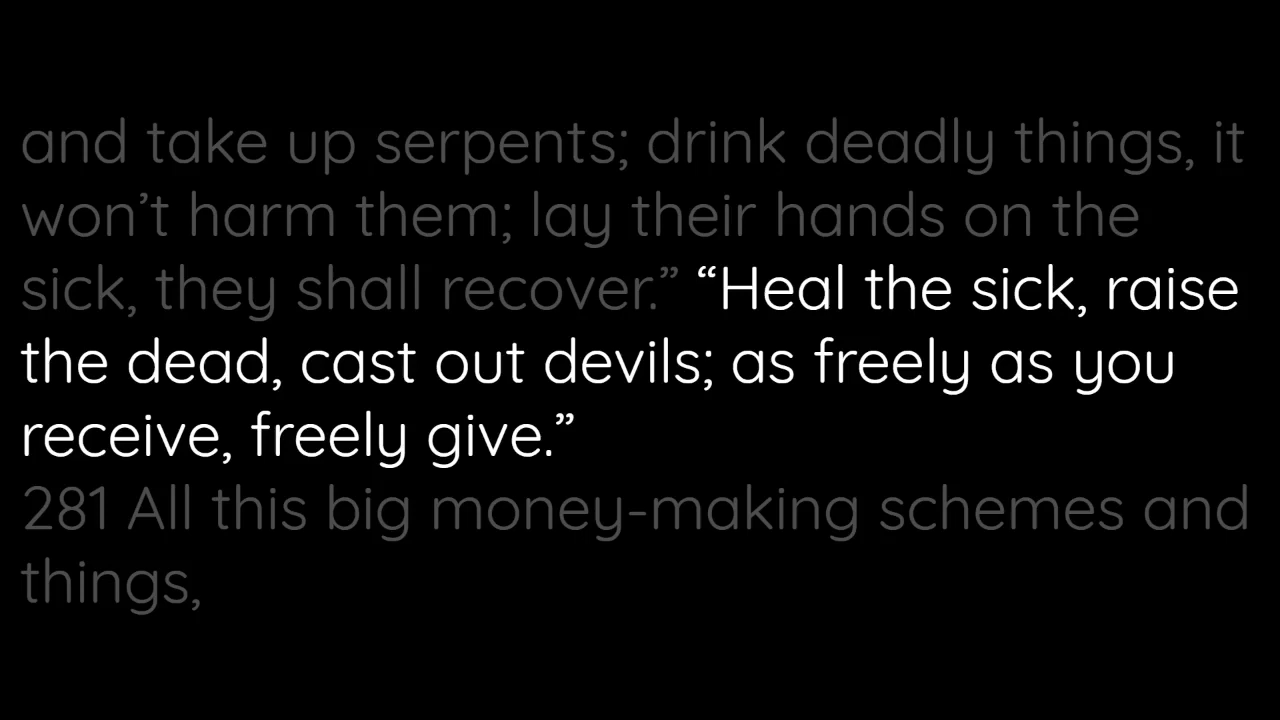 and take up serpents; drink deadly things, it
won’t harm them; lay their hands on the
sick, they shall recover.” “Heal the sick, raise
the dead, cast out devils; as freely as you
receive, freely give.”
281 All this big money-making schemes and
things,